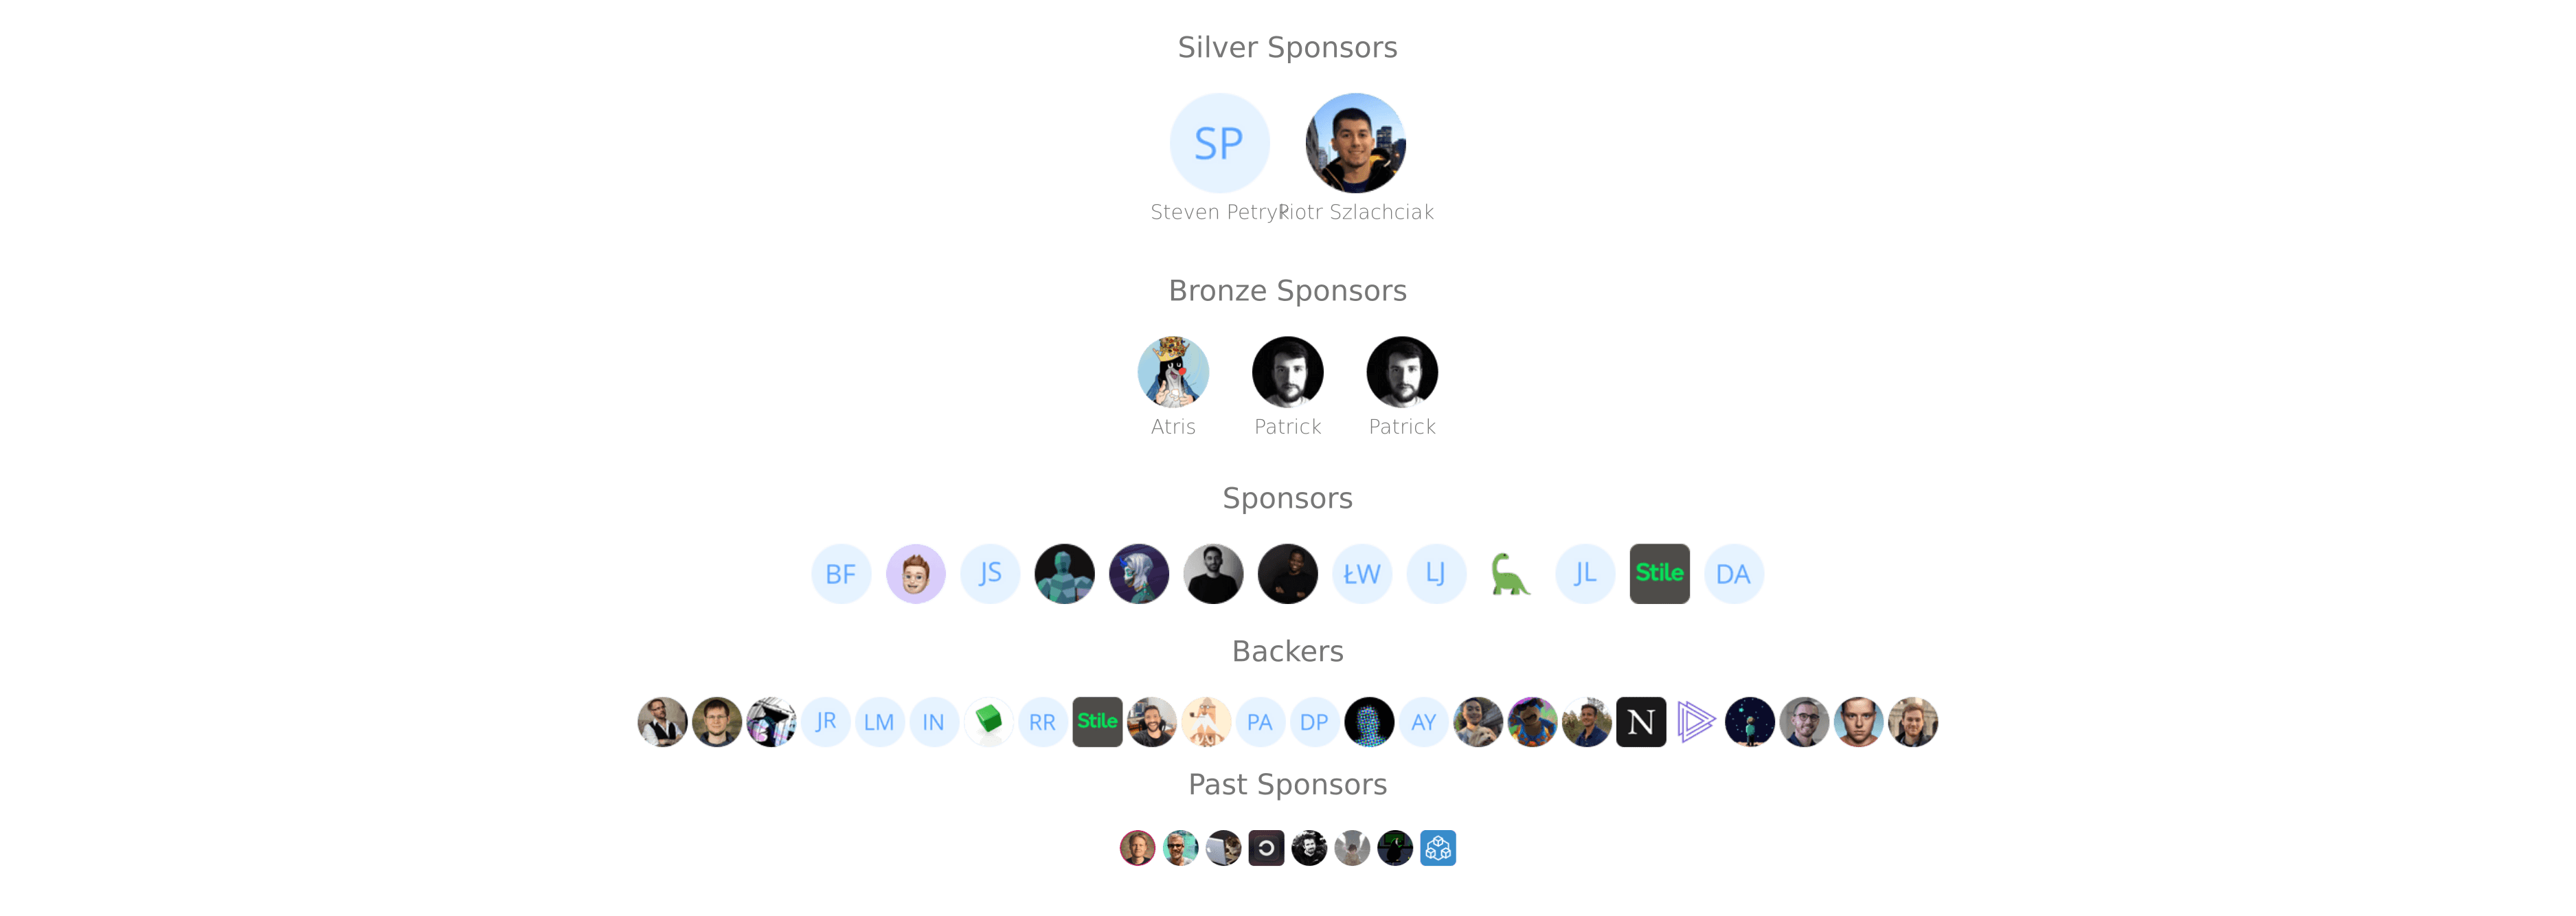 Silver Sponsors
SP
Steven Petryk Piotr Szlachciak
Bronze Sponsors
Atris Patrick Patrick
Sponsors
BF JS ŁW LJ JL Stile DA
Backers
JR LM IN RR Stile PA DP AY N
Past Sponsors